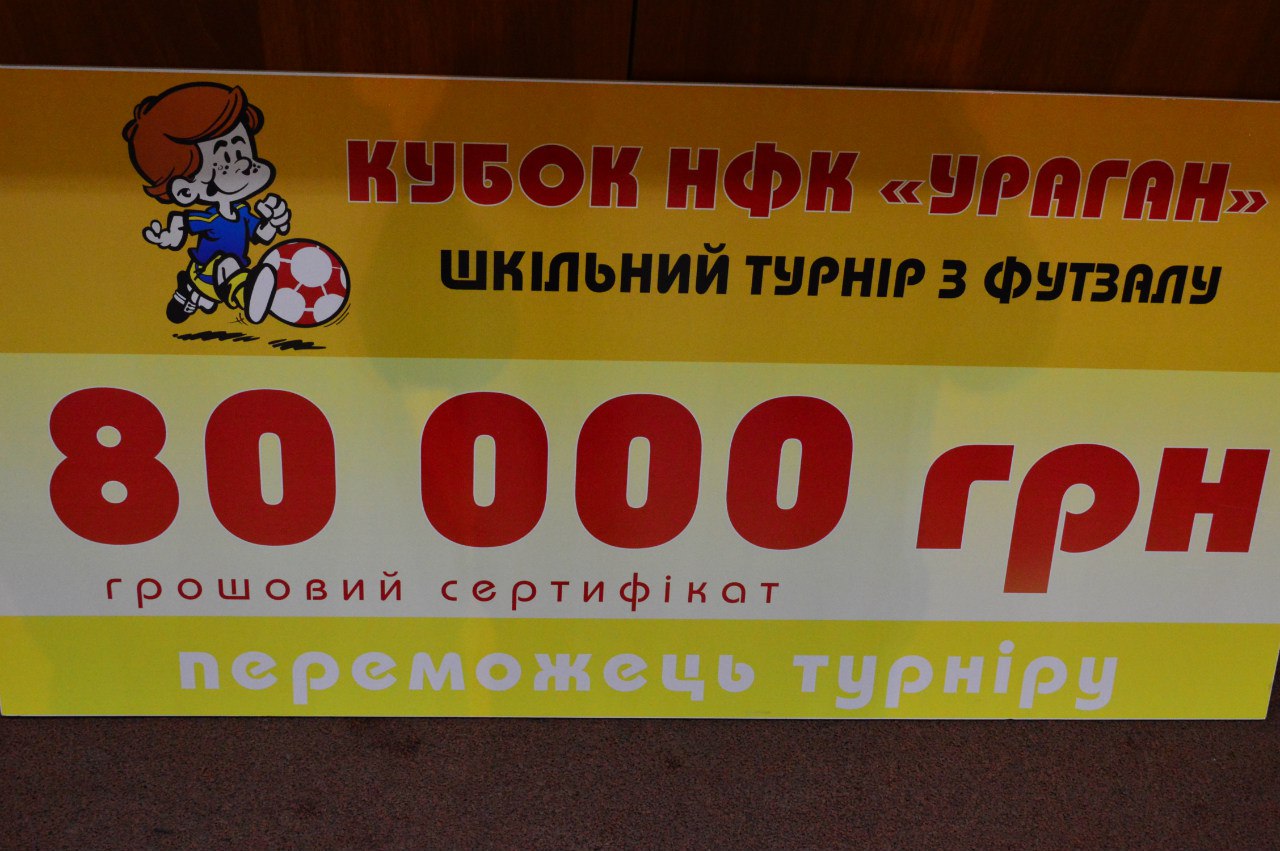 КУБОК НФК «УРАГАН»
ШКІЛЬНИЙ ТУРНІР З ФУТЗАЛУ
80 000 грн
грошовий сертифікат
переможець турніру